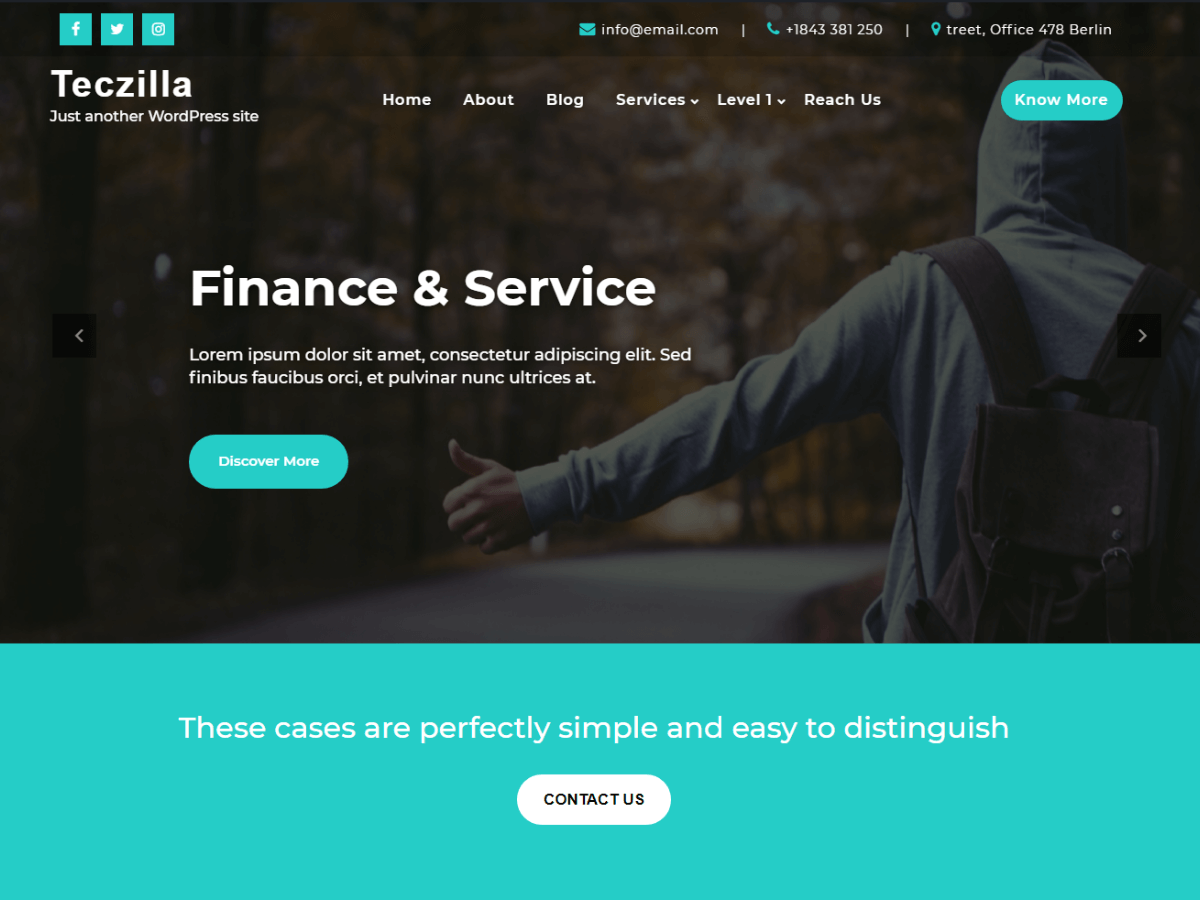 info@email.com | +1843 381 250 | treet, Office 478 Berlin
Teczilla
Just another WordPress site
Home About Blog Services Level 1 Reach Us
Know More
Finance & Service
Lorem ipsum dolor sit amet, consectetur adipiscing elit. Sed
finibus faucibus orci, et pulvinar nunc ultrices at.
Discover More
These cases are perfectly simple and easy to distinguish
CONTACT US